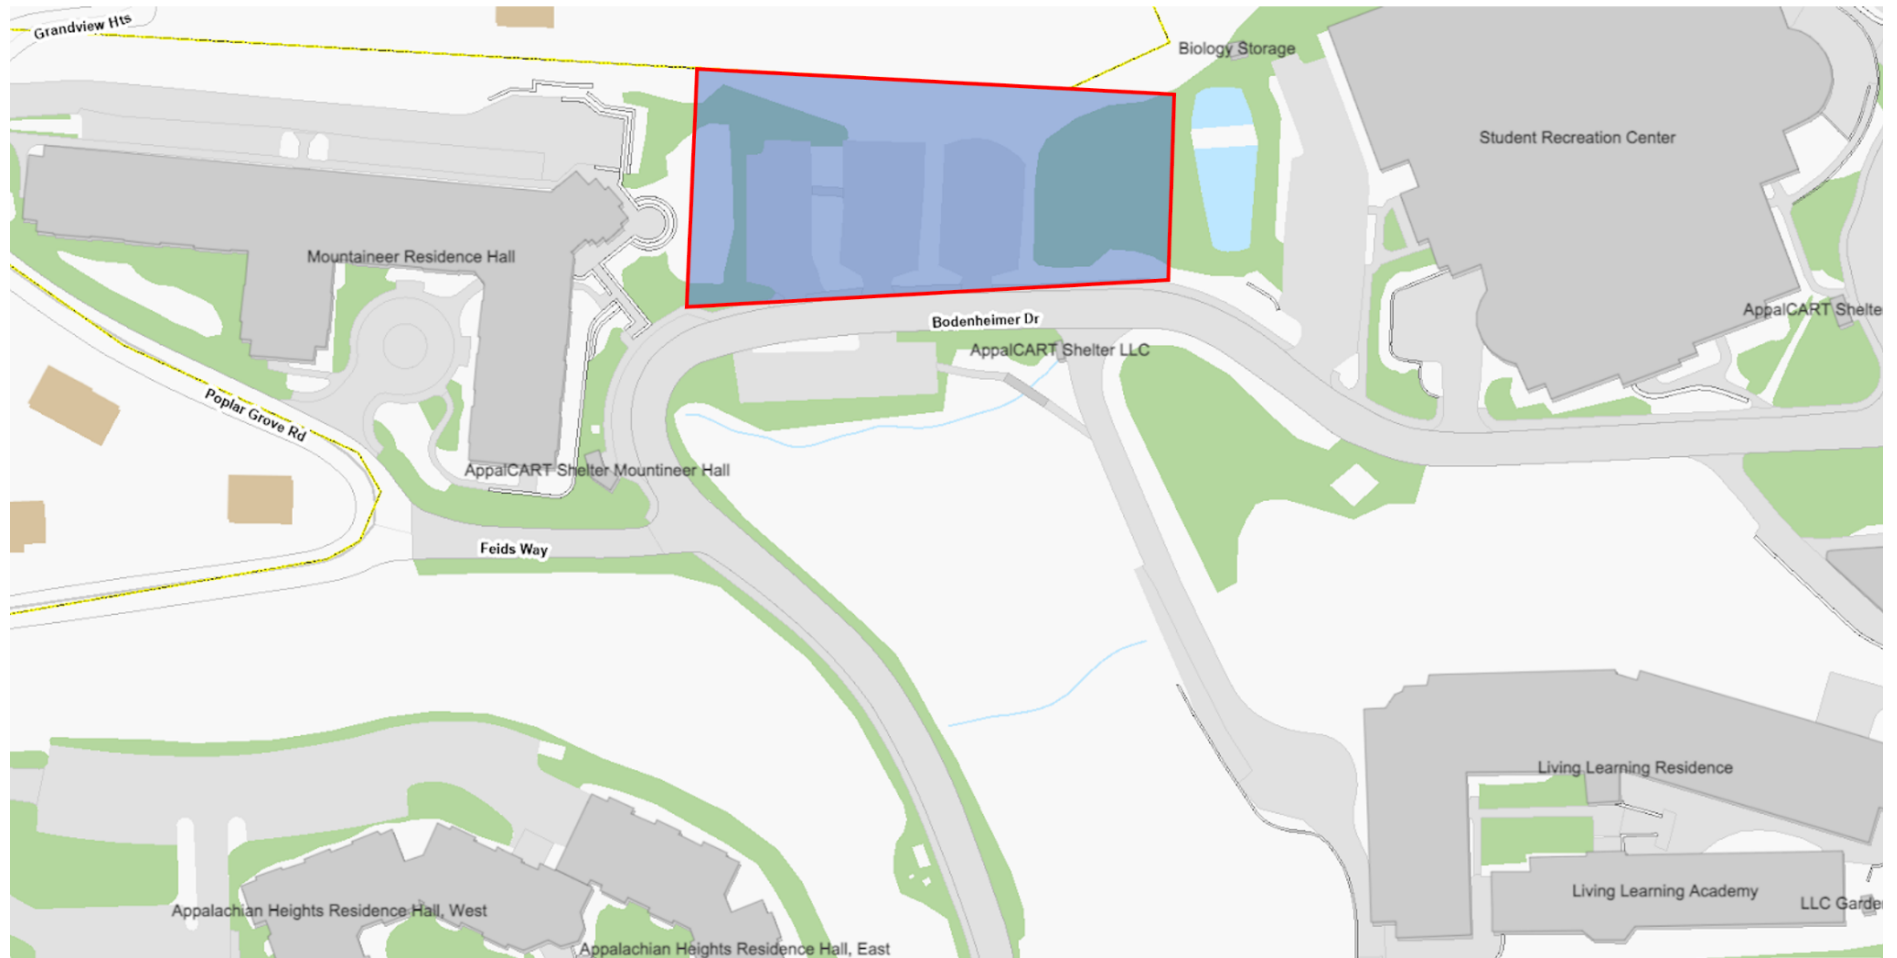 Grandview Hts
Biology Storage
Student Recreation Center
Mountaineer Residence Hall
AppalCART Shelte
Bodenheimer Dr
AppalCART Shelter LLC
Poplar Grove Rd
AppalCART Shelter Mountineer Hall
Feids Way
Living Learning Residence
Living Learning Academy
LLC Garde
Appalachian Heights Residence Hall, West
Appalachian Heights Residence Hall, East